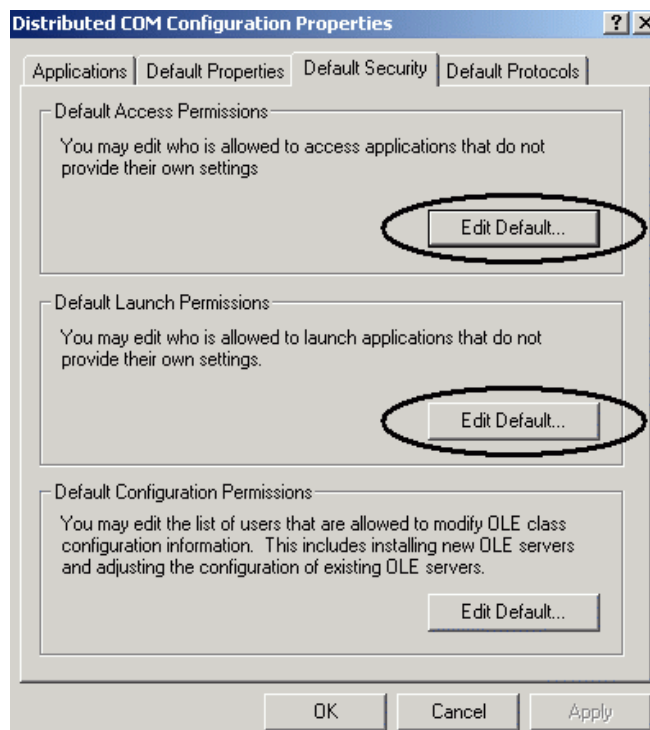 Distributed COM Configuration Properties
Applications Default Properties Default Security Default Protocols
Default Access Permissions
You may edit who is allowed to access applications that do not
provide their own settings
Edit Default...
Default Launch Permissions
You may edit who is allowed to launch applications that do not
provide their own settings.
Edit Default...
Default Configuration Permissions
You may edit the list of users that are allowed to modify OLE class
configuration information. This includes installing new OLE servers
and adjusting the configuration of existing OLE servers.
Edit Default...
OK Cancel Apply